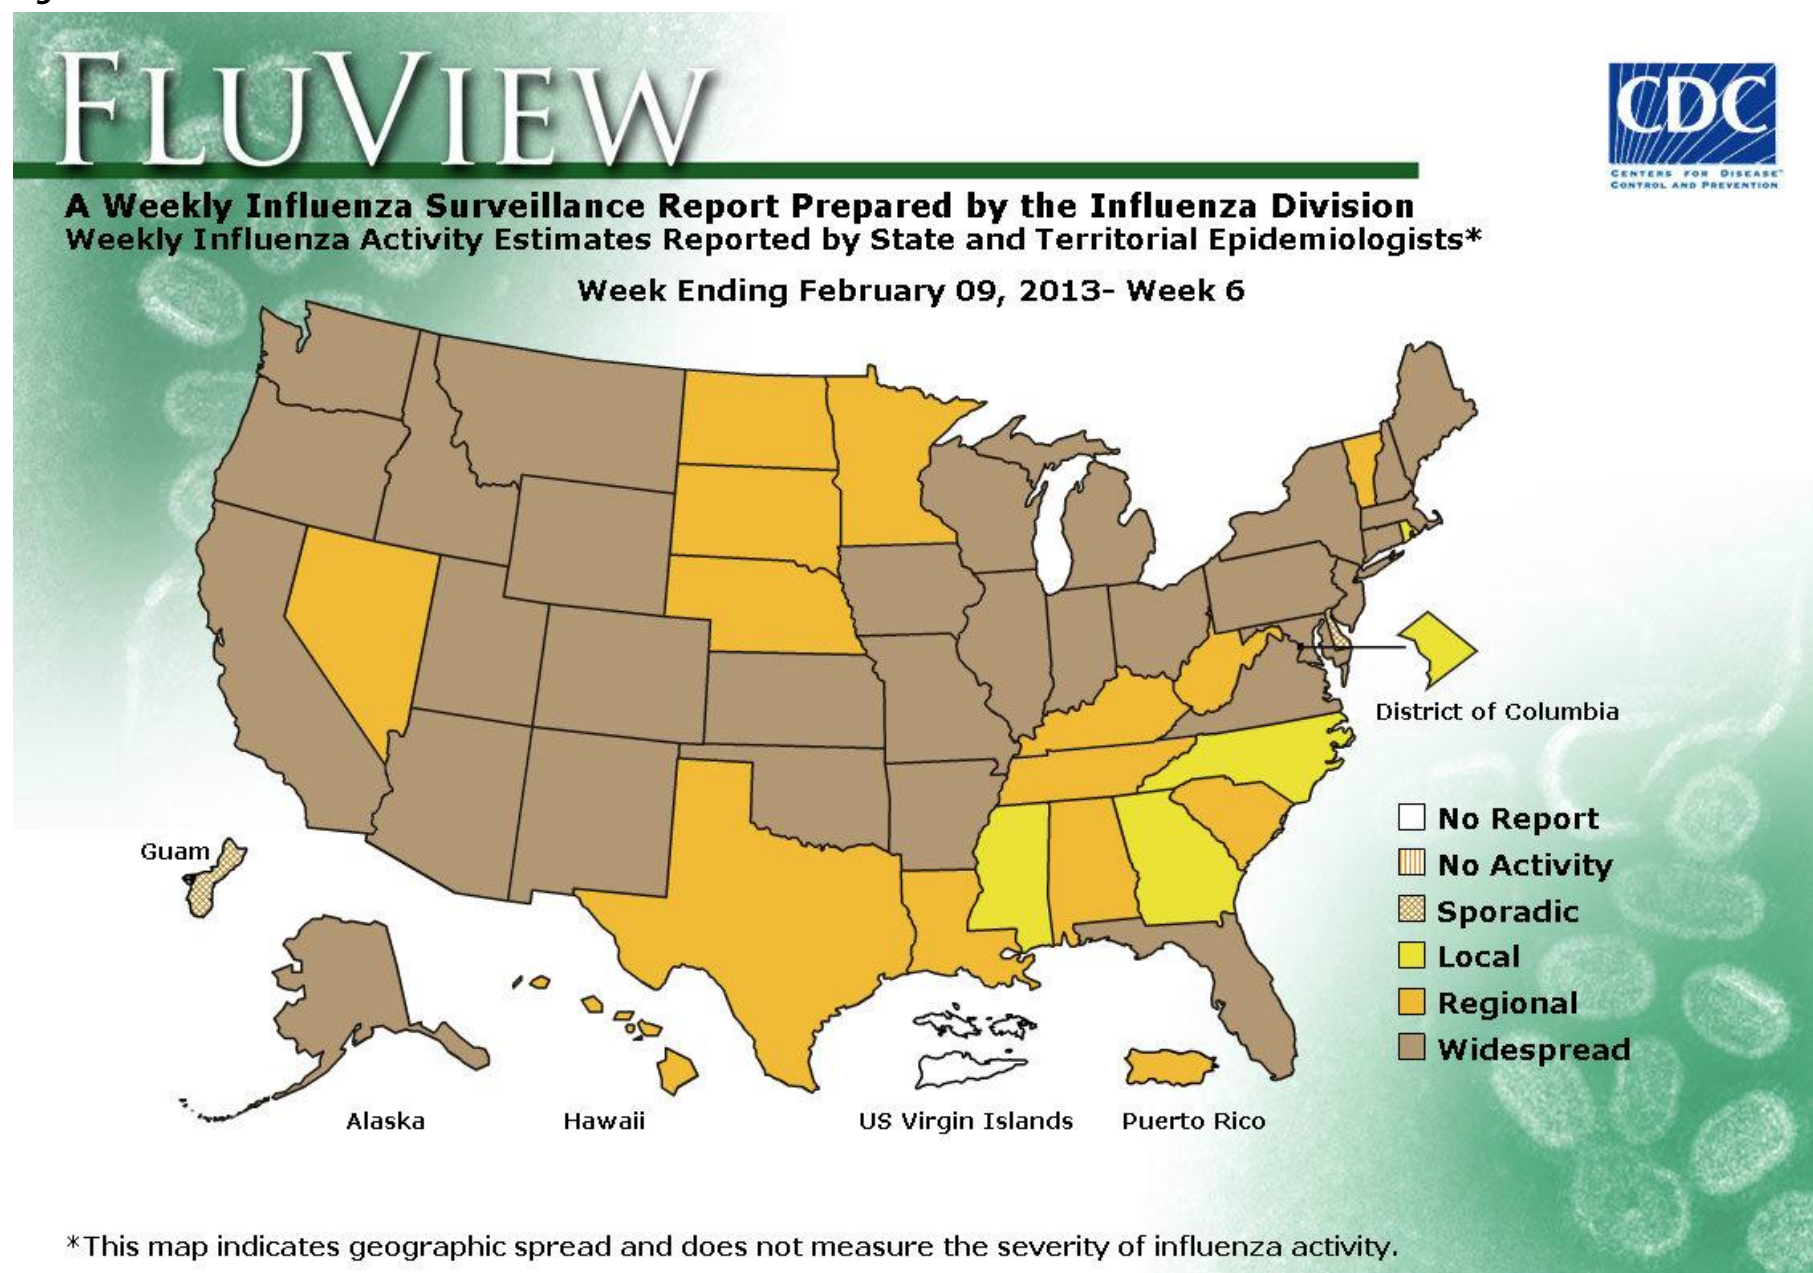 FLUVIEW
CDC
CENTERS FOR DISEASE™
CONTROL AND PREVENTION
A Weekly Influenza Surveillance Report Prepared by the Influenza Division
Weekly Influenza Activity Estimates Reported by State and Territorial Epidemiologists*
Week Ending February 09, 2013- Week 6
District of Columbia
No Report
Guam
No Activity
Sporadic
Local
Regional
Widespread
Alaska
Hawaii
US Virgin Islands
Puerto Rico
*This map indicates geographic spread and does not measure the severity of influenza activity.